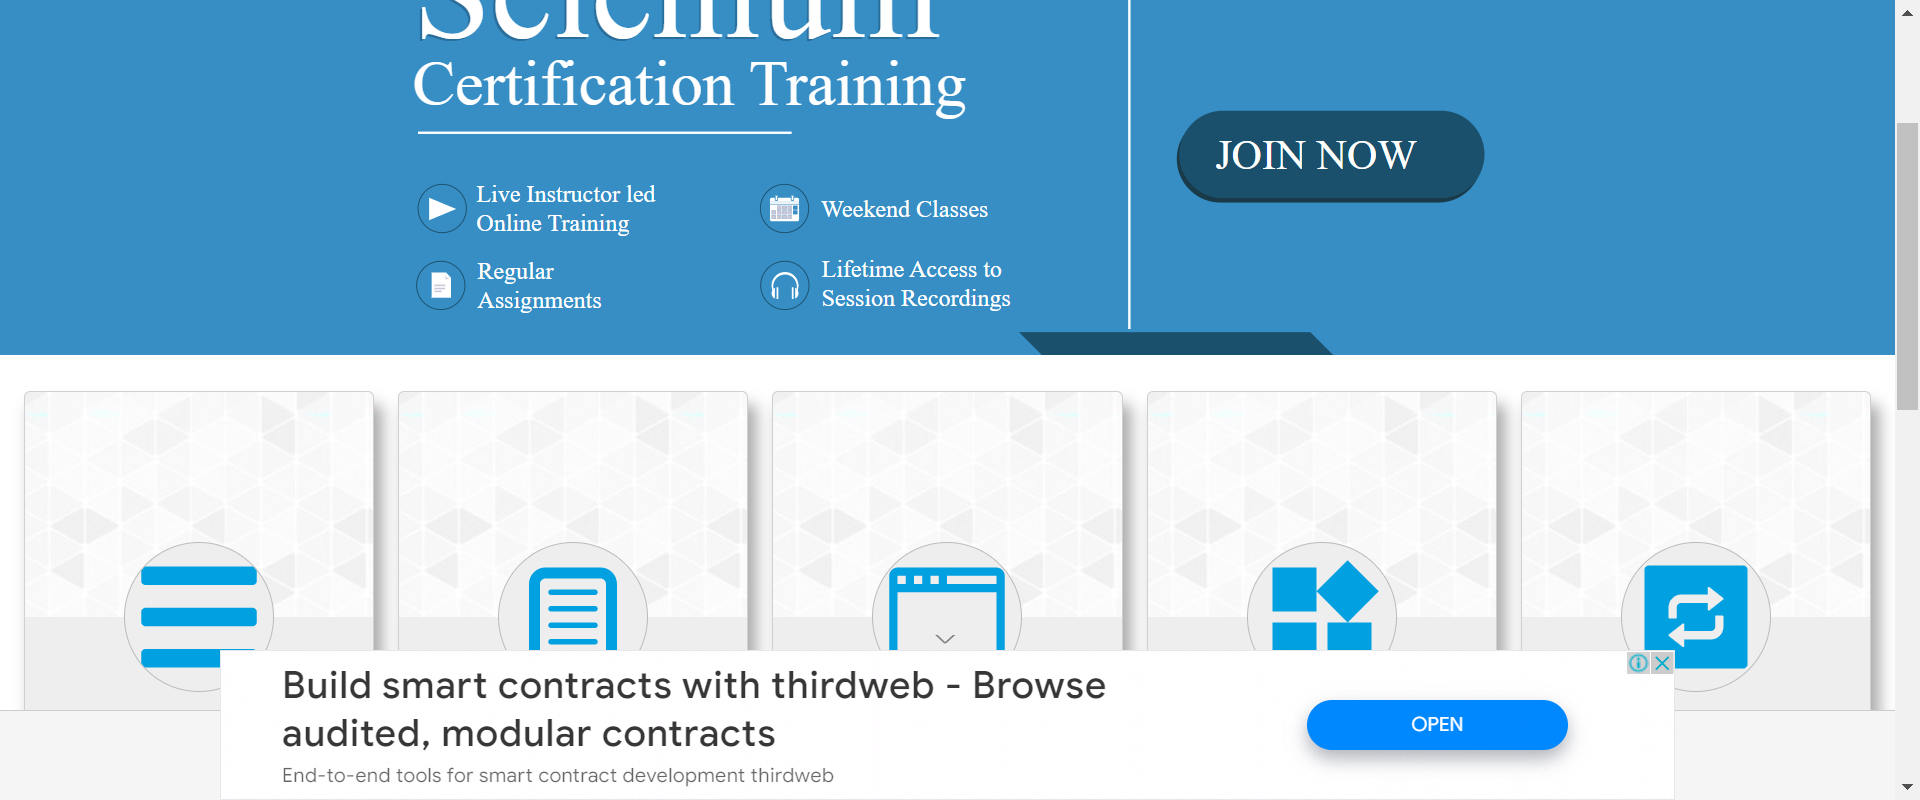 Selenium
Certification Training
JOIN NOW
Live Instructor led
Online Training
Weekend Classes
Regular
Assignments
Lifetime Access to
Session Recordings
Build smart contracts with thirdweb - Browse
audited, modular contracts
End-to-end tools for smart contract development thirdweb
OPEN